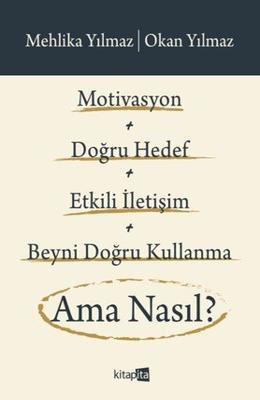 Mehlika Yılmaz | Okan Yılmaz
Motivasyon
+
Doğru Hedef
+
Etkili İletişim
+
Beyni Doğru Kullanma
Ama Nasıl?
kitapita